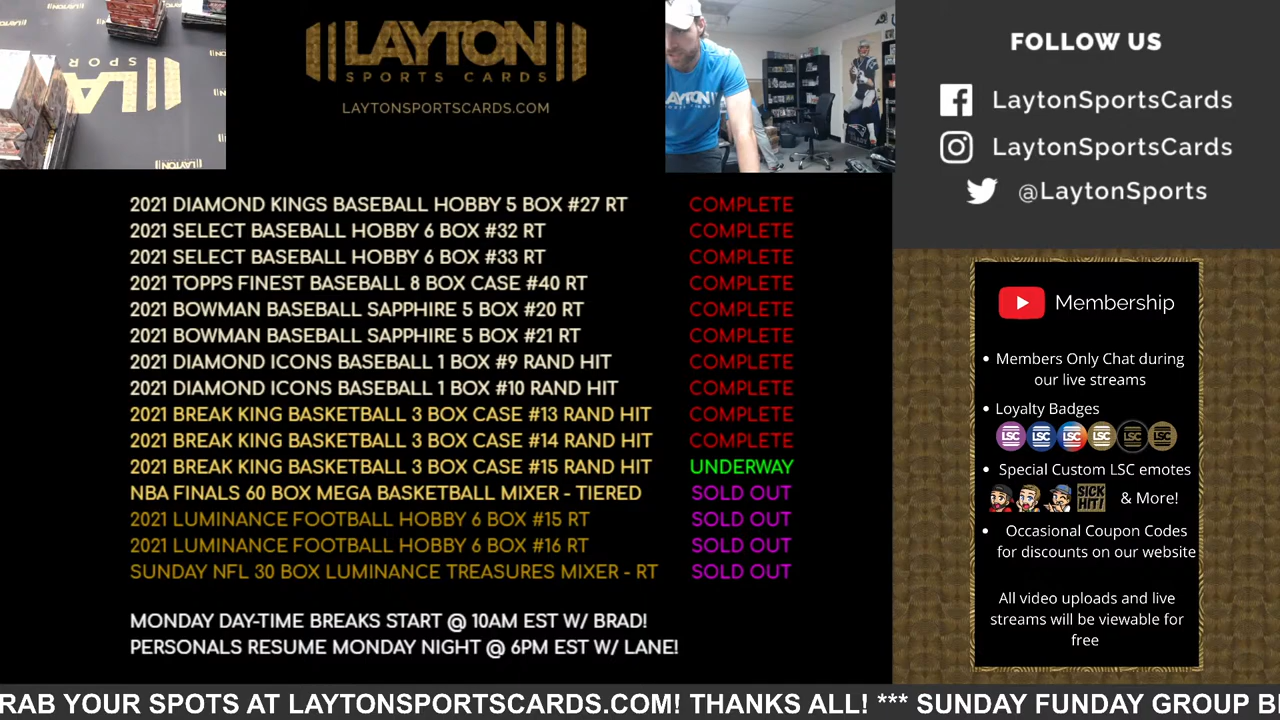 LAYTON
SPORTS CARDS
LAYTONSPORTSCARDS.COM
LAYTON
FOLLOW US
LaytonSportsCards
LaytonSportsCards
@LaytonSports
2021 DIAMOND KINGS BASEBALL HOBBY 5 BOX #27 RT COMPLETE
2021 SELECT BASEBALL HOBBY 6 BOX #32 RT COMPLETE
2021 SELECT BASEBALL HOBBY 6 BOX #33 RT COMPLETE
2021 TOPPS FINEST BASEBALL 8 BOX CASE #40 RT COMPLETE
2021 BOWMAN BASEBALL SAPPHIRE 5 BOX #20 RT COMPLETE
2021 BOWMAN BASEBALL SAPPHIRE 5 BOX #21 RT COMPLETE
2021 DIAMOND ICONS BASEBALL 1 BOX #9 RAND HIT COMPLETE
2021 DIAMOND ICONS BASEBALL 1 BOX #10 RAND HIT COMPLETE
2021 BREAK KING BASKETBALL 3 BOX CASE #13 RAND HIT COMPLETE
2021 BREAK KING BASKETBALL 3 BOX CASE #14 RAND HIT COMPLETE
2021 BREAK KING BASKETBALL 3 BOX CASE #15 RAND HIT UNDERWAY
NBA FINALS 60 BOX MEGA BASKETBALL MIXER - TIERED SOLD OUT
2021 LUMINANCE FOOTBALL HOBBY 6 BOX #15 RT SOLD OUT
2021 LUMINANCE FOOTBALL HOBBY 6 BOX #16 RT SOLD OUT
SUNDAY NFL 30 BOX LUMINANCE TREASURES MIXER - RT SOLD OUT
MONDAY DAY-TIME BREAKS START @ 10AM EST W/ BRAD!
PERSONALS RESUME MONDAY NIGHT @ 6PM EST W/ LANE!
Membership
• Members Only Chat during
our live streams
• Loyalty Badges
LSC LSC LSC LSC LSC LSC
• Special Custom LSC emotes
SICK HIT! & More!
• Occasional Coupon Codes
for discounts on our website
All video uploads and live
streams will be viewable for
free
RAB YOUR SPOTS AT LAYTONSPORTSCARDS.COM! THANKS ALL! *** SUNDAY FUNDAY GROUP B